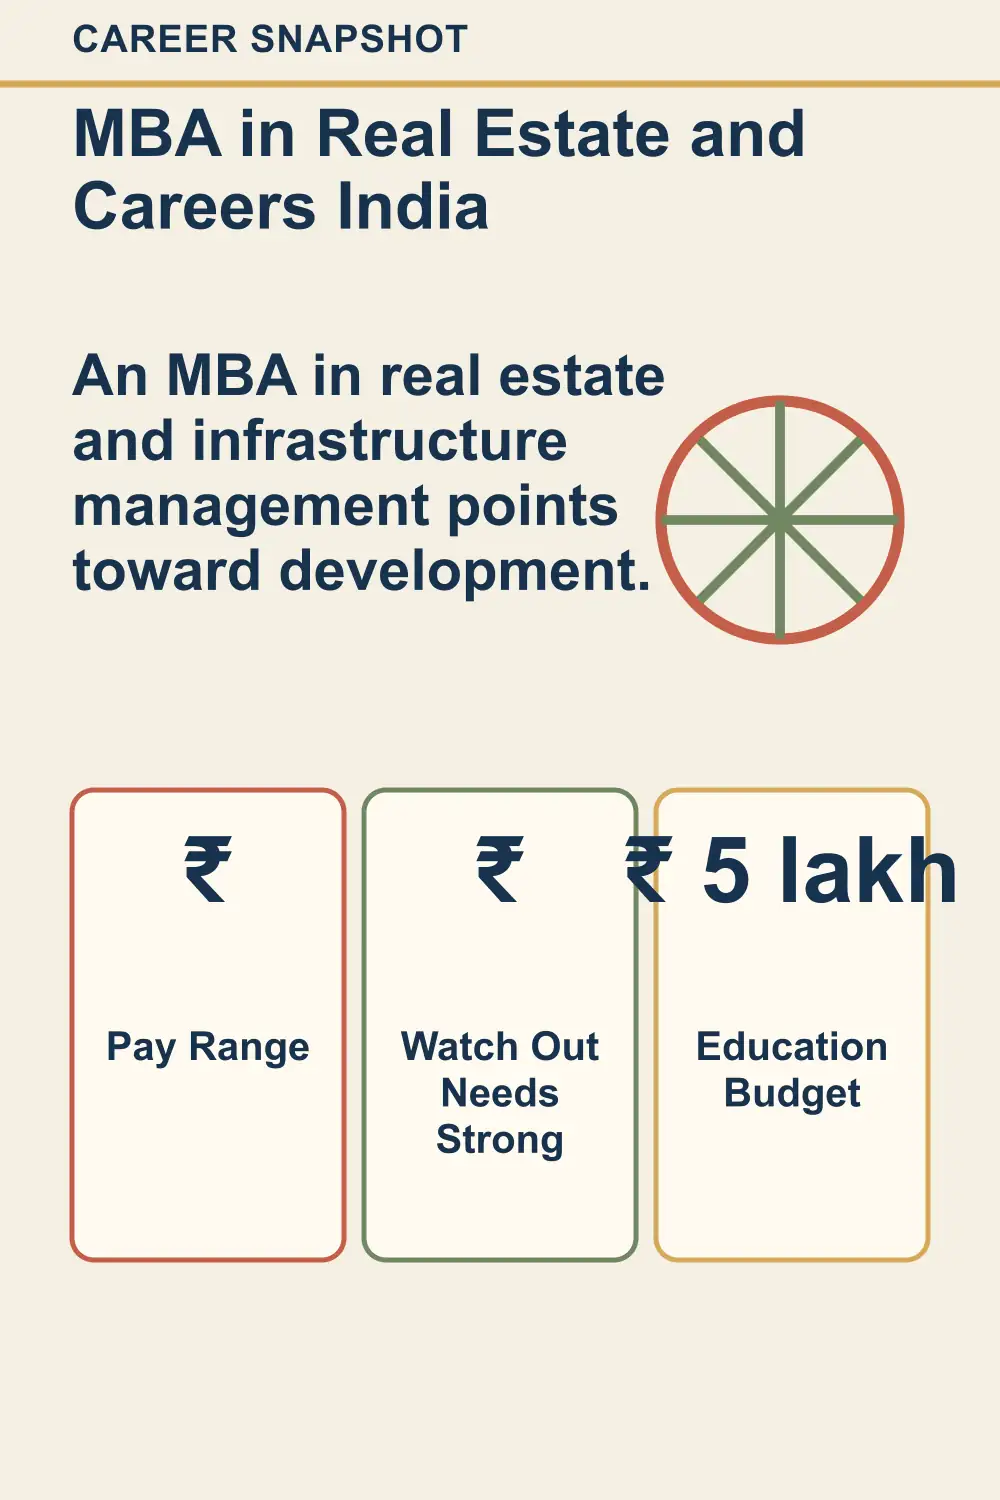 CAREER SNAPSHOT
MBA in Real Estate and
Careers India
An MBA in real estate
and infrastructure
management points
toward development.
₹
Pay Range
₹
Watch Out
Needs
Strong
₹ 5 lakh
Education
Budget